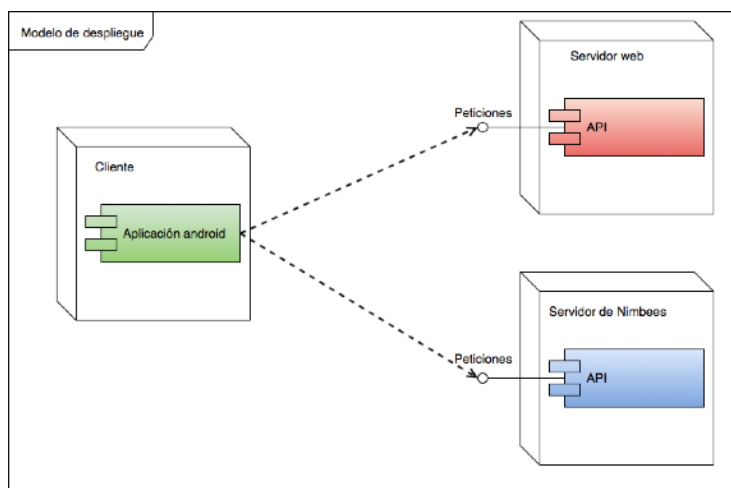 Modelo de despliegue
Servidor web
Peticiones
API
Cliente
Aplicación android
Servidor de Nimbees
Peticiones
API